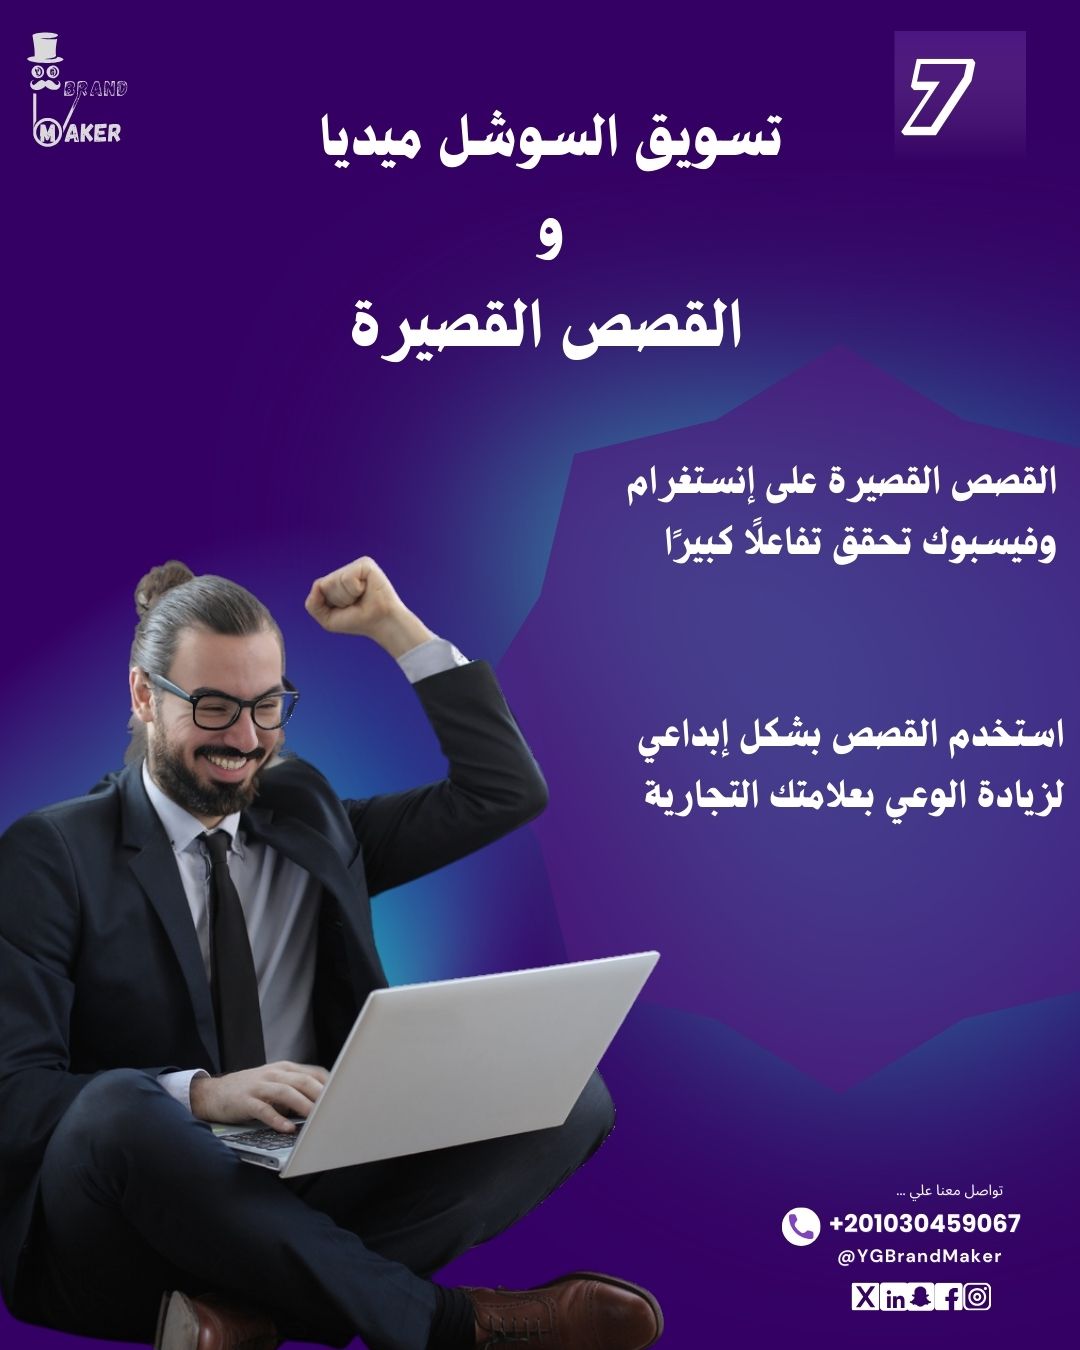 BRAND
MAKER
7
تسويق السوشل ميديا
و
القصص القصيرة
القصص القصيرة على إنستغرام
وفيسبوك تحقق تفاعلًا كبيرًا
استخدم القصص بشكل إبداعي
لزيادة الوعي بعلامتك التجارية
تواصل معنا علي ...
+201030459067
@YGBrandMaker